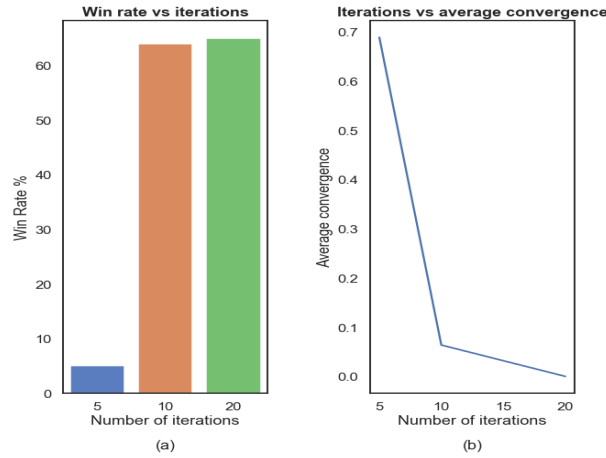 Win rate vs iterations
Win Rate %
60
50
40
30
20
10
0
5 10 20
Number of iterations
(a)
Iterations vs average convergence
Average convergence
0.7
0.6
0.5
0.4
0.3
0.2
0.1
0.0
5 10 15 20
Number of iterations
(b)